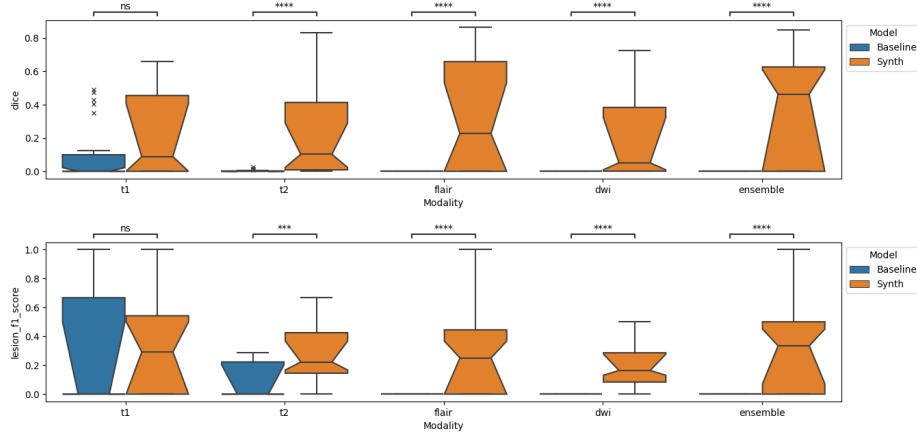 ns
****
****
****
****
Model
Baseline
Synth
dice
0.8
0.6
0.4
0.2
0.0
t1
t2
flair
dwi
ensemble
Modality
ns
***
****
****
****
Model
Baseline
Synth
lesion_f1_score
1.0
0.8
0.6
0.4
0.2
0.0
t1
t2
flair
dwi
ensemble
Modality